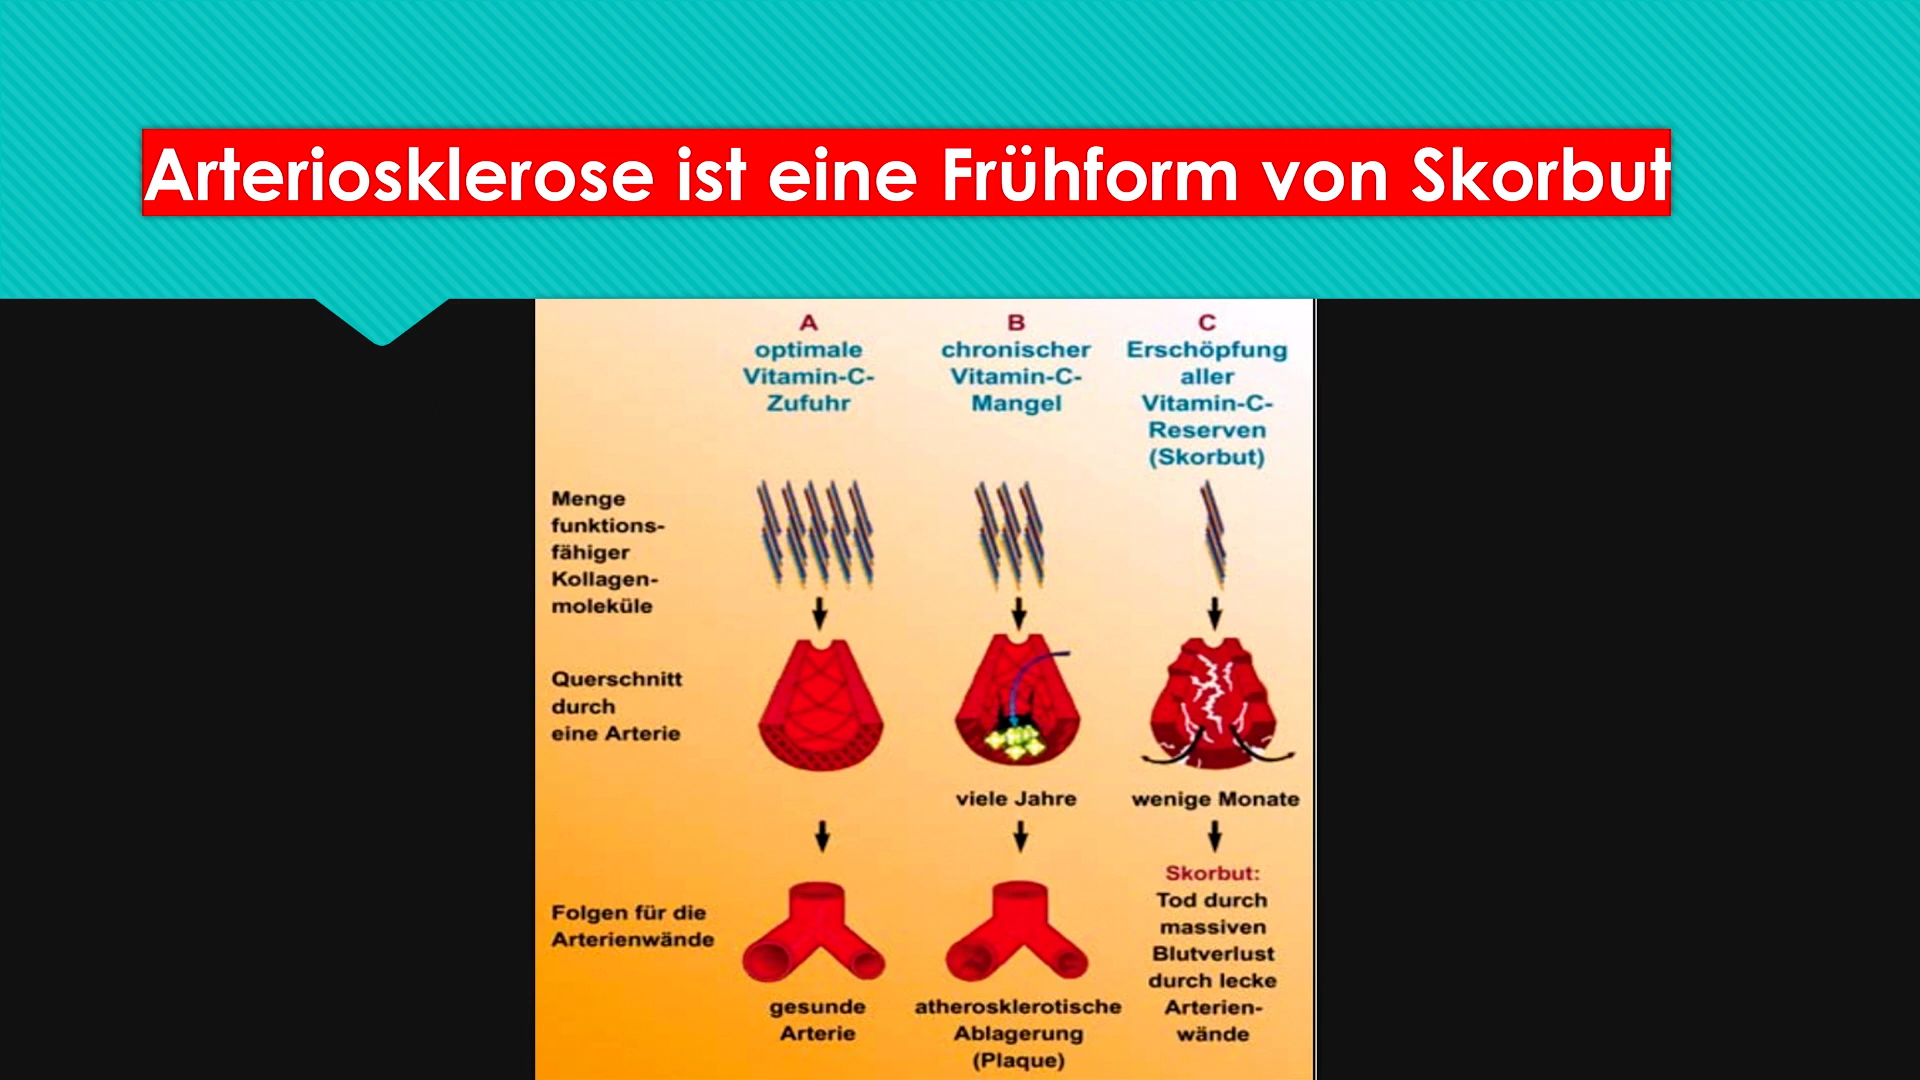 Arteriosklerose ist eine Frühform von Skorbut
A
optimale
Vitamin-C-
Zufuhr
B
chronischer
Vitamin-C-
Mangel
C
Erschöpfung
aller
Vitamin-C-
Reserven
(Skorbut)
Menge
funktions-
fähiger
Kollagen-
moleküle
Querschnitt
durch
eine Arterie
viele Jahre
wenige Monate
Folgen für die
Arterienwände
gesunde
Arterie
atherosklerotische
Ablagerung
(Plaque)
Skorbut:
Tod durch
massiven
Blutverlust
durch lecke
Arterien-
wände